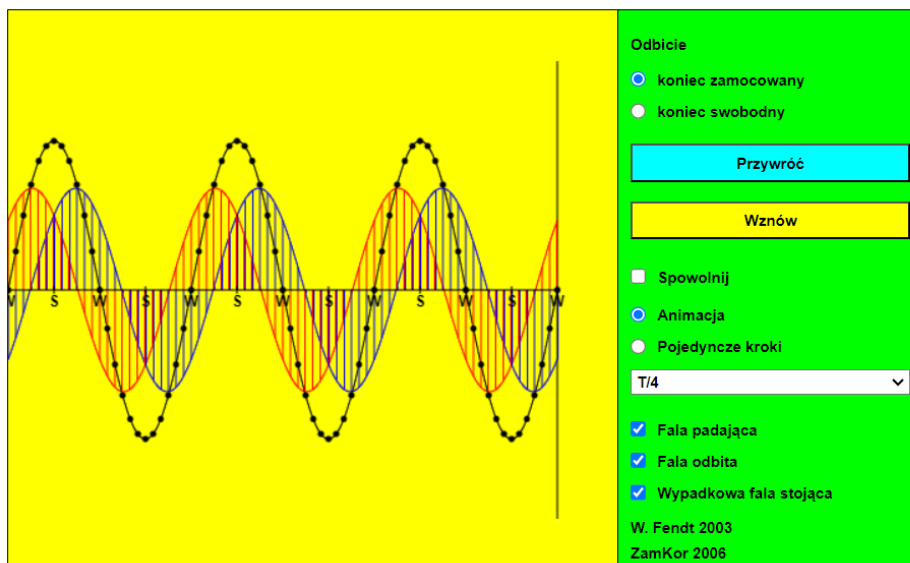 W S W S W S W S W S W S W
Odbicie
koniec zamocowany
koniec swobodny
Przywróć
Wznów
Spowolnij
Animacja
Pojedyncze kroki
T/4
Fala padająca
Fala odbita
Wypadkowa fala stojąca
W. Fendt 2003
ZamKor 2006